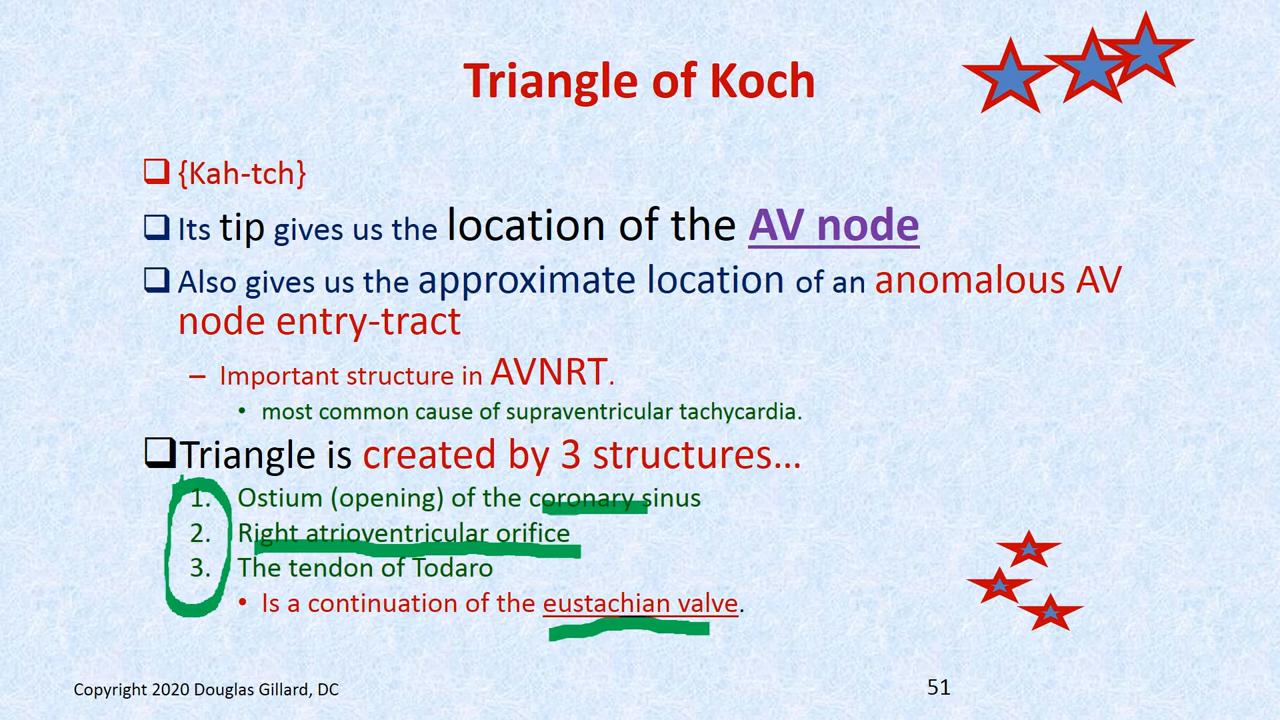 Triangle of Koch
{Kah-tch}
Its tip gives us the location of the AV node
Also gives us the approximate location of an anomalous AV
node entry-tract
– Important structure in AVNRT.
• most common cause of supraventricular tachycardia.
Triangle is created by 3 structures…
1. Ostium (opening) of the coronary sinus
2. Right atrioventricular orifice
3. The tendon of Todaro
• Is a continuation of the eustachian valve.
Copyright 2020 Douglas Gillard, DC
51